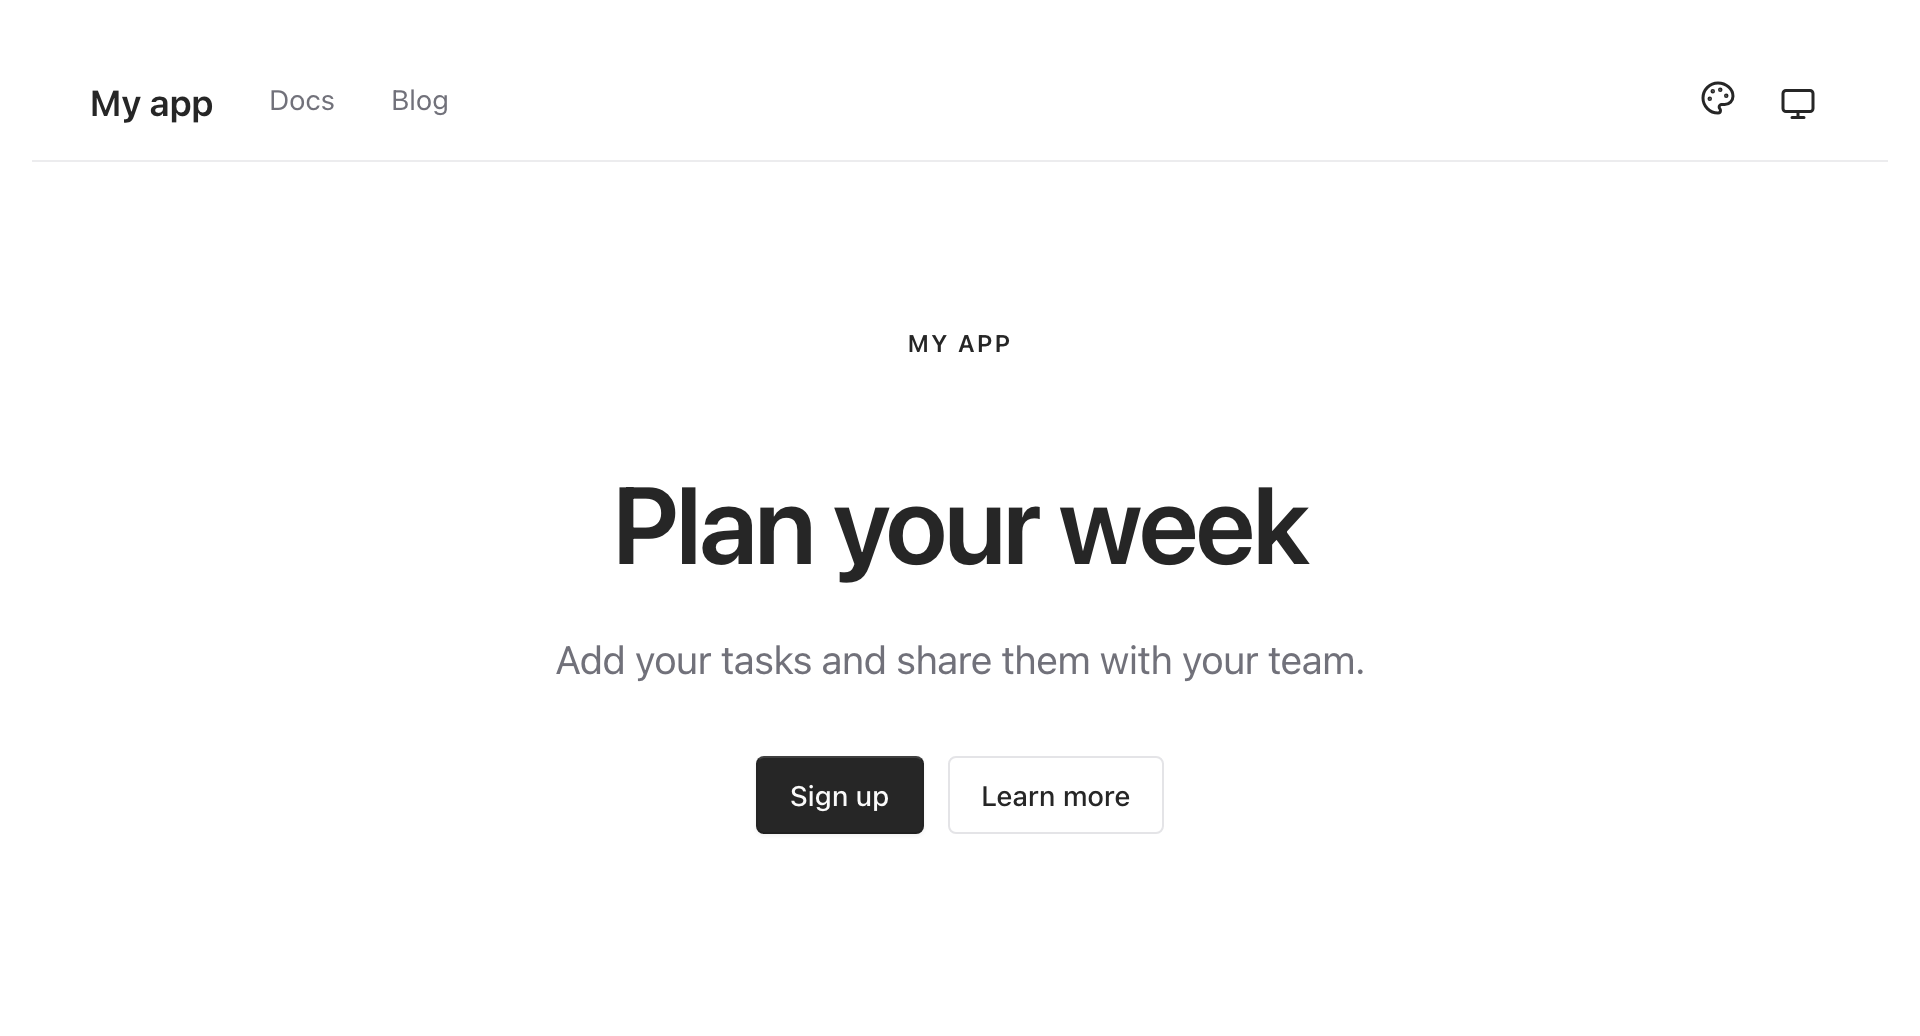 My app Docs Blog
MY APP
Plan your week
Add your tasks and share them with your team.
Sign up Learn more